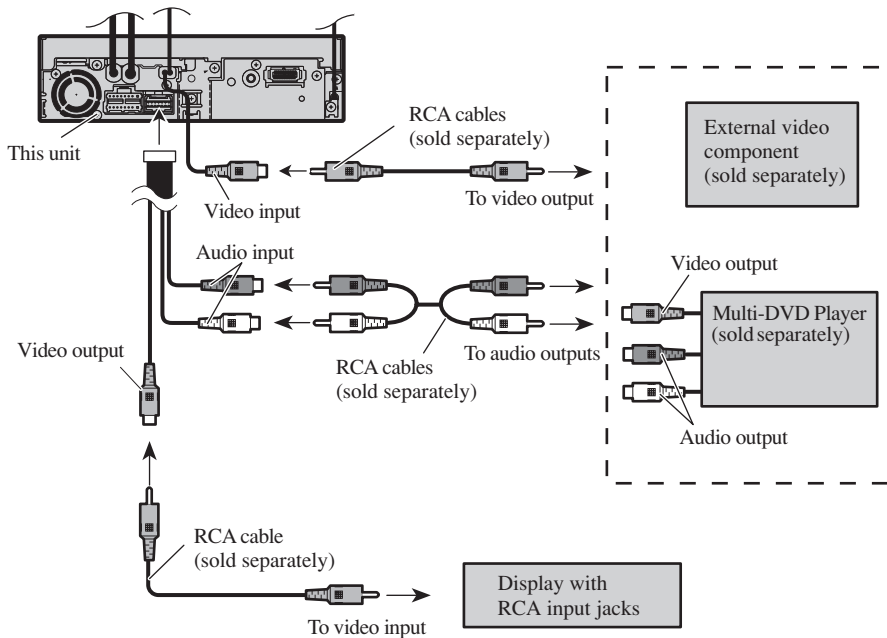 RCA cables
(sold separately)
External video
component
(sold separately)
This unit
Video input
To video output
Audio input
Video output
Multi-DVD Player
(sold separately)
Video output
RCA cables
(sold separately)
To audio outputs
Audio output
RCA cable
(sold separately)
Display with
RCA input jacks
To video input